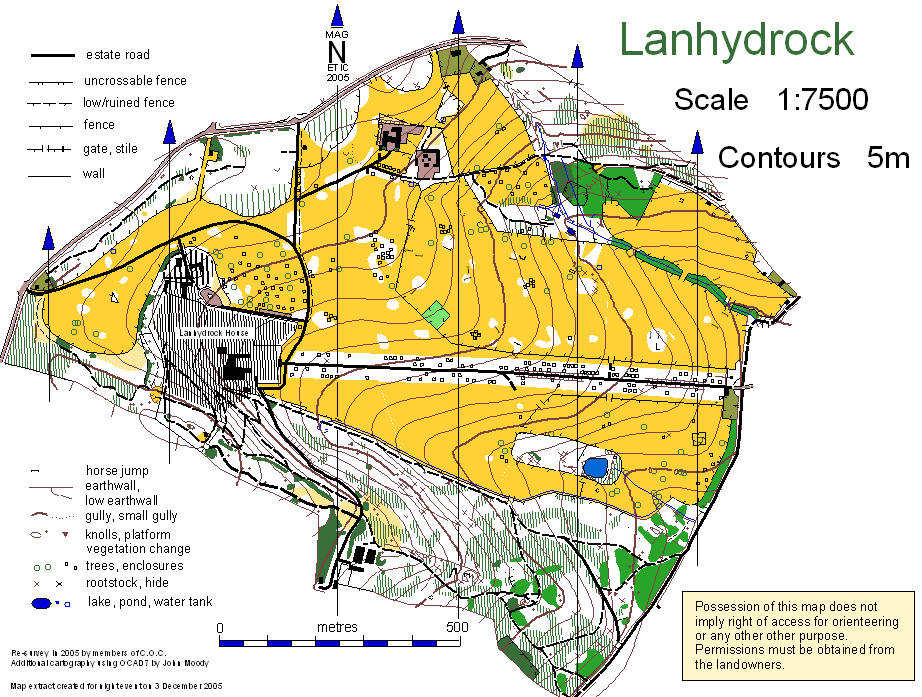 Lanhydrock
Scale 1:7500
Contours 5m
MAG
N
ETIC
2005
estate road
uncrossable fence
low/ruined fence
fence
gate, stile
wall
Lanhydrock House
horse jump
earthwall,
low earthwall
gully, small gully
knolls, platform
vegetation change
trees, enclosures
rootstock, hide
lake, pond, water tank
0 metres 500
Re-survey in 2005 by members of C.O.C.
Additional cartography using OCAD7 by John Moody
Map extract created for night event on 3 December 2005
Possession of this map does not
imply right of access for orienteering
or any other other purpose.
Permissions must be obtained from
the landowners.